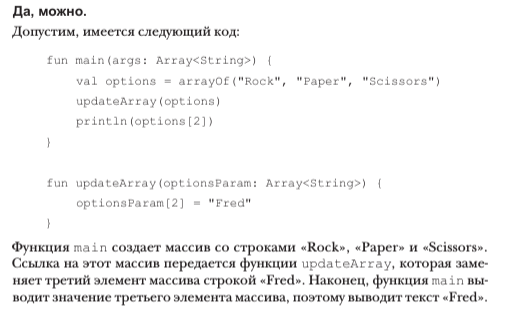 Да, можно.
Допустим, имеется следующий код:
fun main(args: Array<String>) {
    val options = arrayOf("Rock", "Paper", "Scissors")
    updateArray(options)
    println(options[2])
}
fun updateArray(optionsParam: Array<String>) {
    optionsParam[2] = "Fred"
}
Функция main создает массив со строками «Rock», «Paper» и «Scissors».
Ссылка на этот массив передается функции updateArray, которая заме-
няет третий элемент массива строкой «Fred». Наконец, функция main вы-
водит значение третьего элемента массива, поэтому выводит текст «Fred».